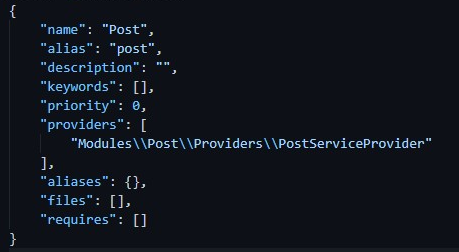 {
    "name": "Post",
    "alias": "post",
    "description": "",
    "keywords": [],
    "priority": 0,
    "providers": [
        "Modules\\Post\\Providers\\PostServiceProvider"
    ],
    "aliases": {},
    "files": [],
    "requires": []
}